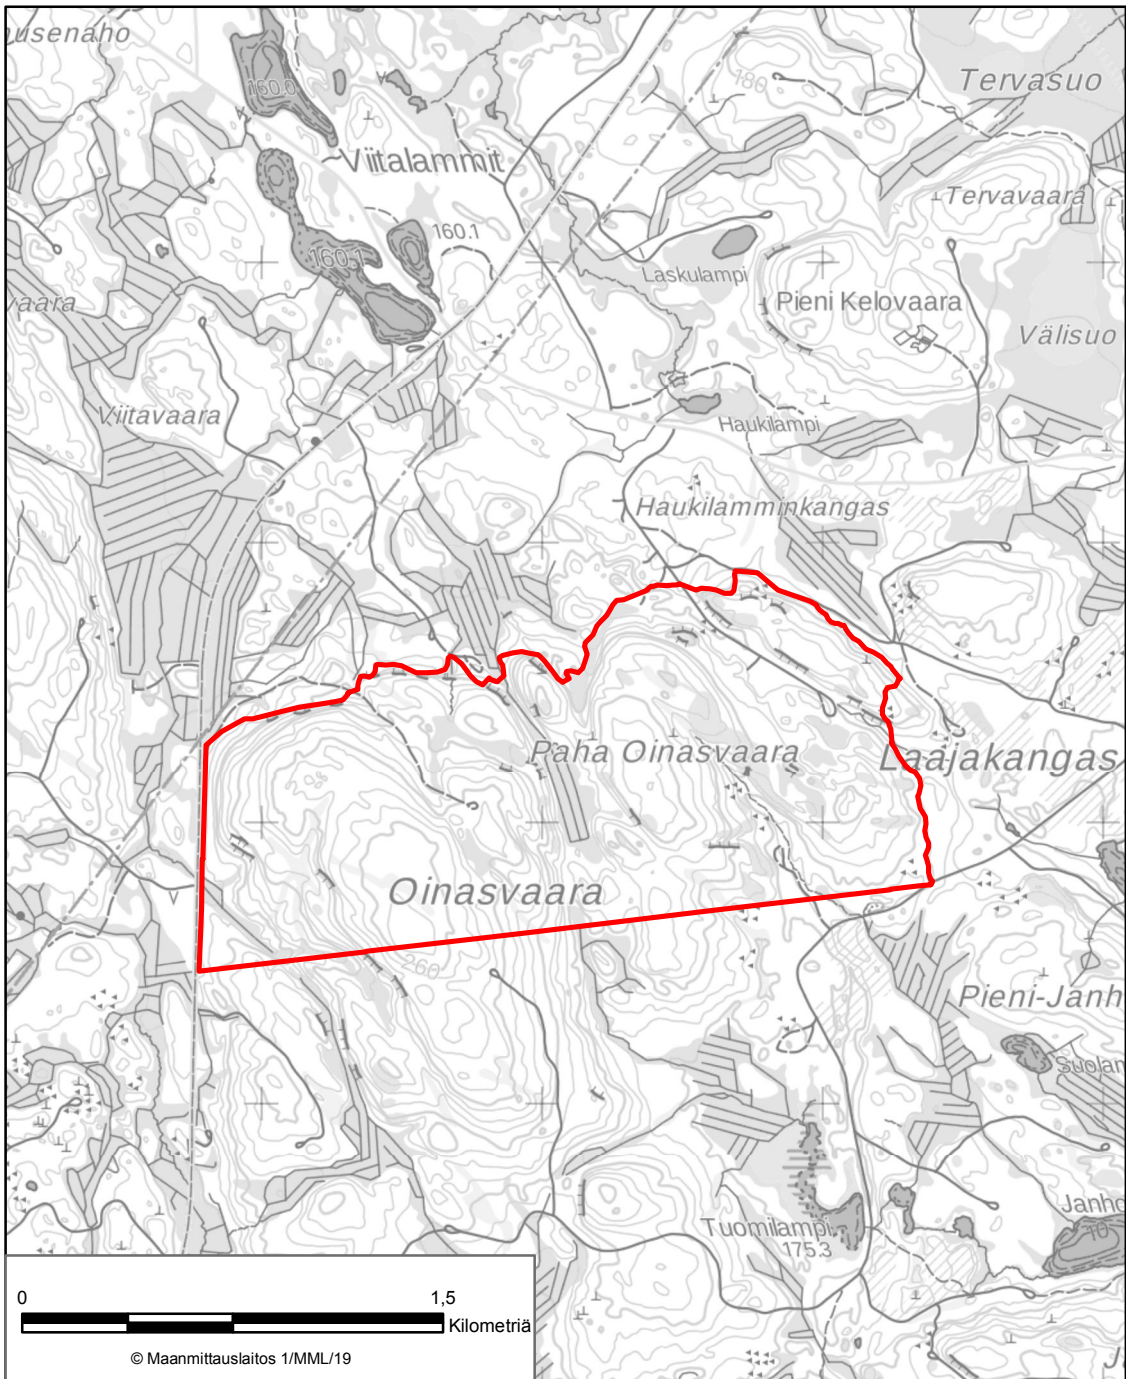 usenaho
160.0
180
Tervasuo
Viitalammit
Tervavaara
160.1
160.1
Laskulampi
vaara
Pieni Kelovaara
Välisuo
Viitavaara
Haukilampi
Haukilamminkangas
Paha Oinasvaara
Laajakangas
Oinasvaara
260
Pieni-Janh
Suolam
Janho
Tuomilampi
175.3
J
0 1,5
Kilometriä
© Maanmittauslaitos 1/MML/19